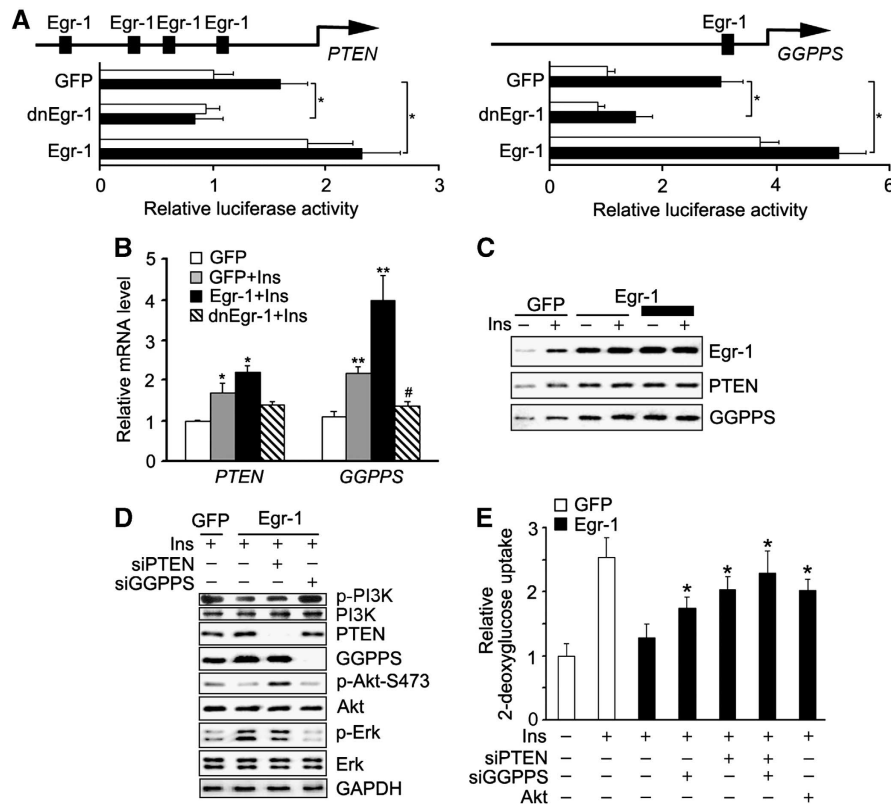 A
Egr-1 Egr-1 Egr-1 Egr-1
PTEN
GFP
*
dnEgr-1
*
Egr-1
0 1 2 3
Relative luciferase activity
Egr-1
GGPPS
GFP
*
dnEgr-1
*
Egr-1
0 2 4 6
Relative luciferase activity
B
Relative mRNA level
5
4
3
2
1
0
GFP
GFP+Ins
Egr-1+Ins
dnEgr-1+Ins
* * ** ** #
PTEN GGPPS
C
GFP Egr-1
Ins − + − + − +
Egr-1
PTEN
GGPPS
D
GFP Egr-1
Ins + + + +
siPTEN − − + −
siGGPPS − − − +
p-PI3K
PI3K
PTEN
GGPPS
p-Akt-S473
Akt
p-Erk
Erk
GAPDH
E
GFP
Egr-1
Relative
2-deoxyglucose uptake
3
2
1
0
* * * *
Ins − + + + + + +
siPTEN + +
siGGPPS + +
Akt +